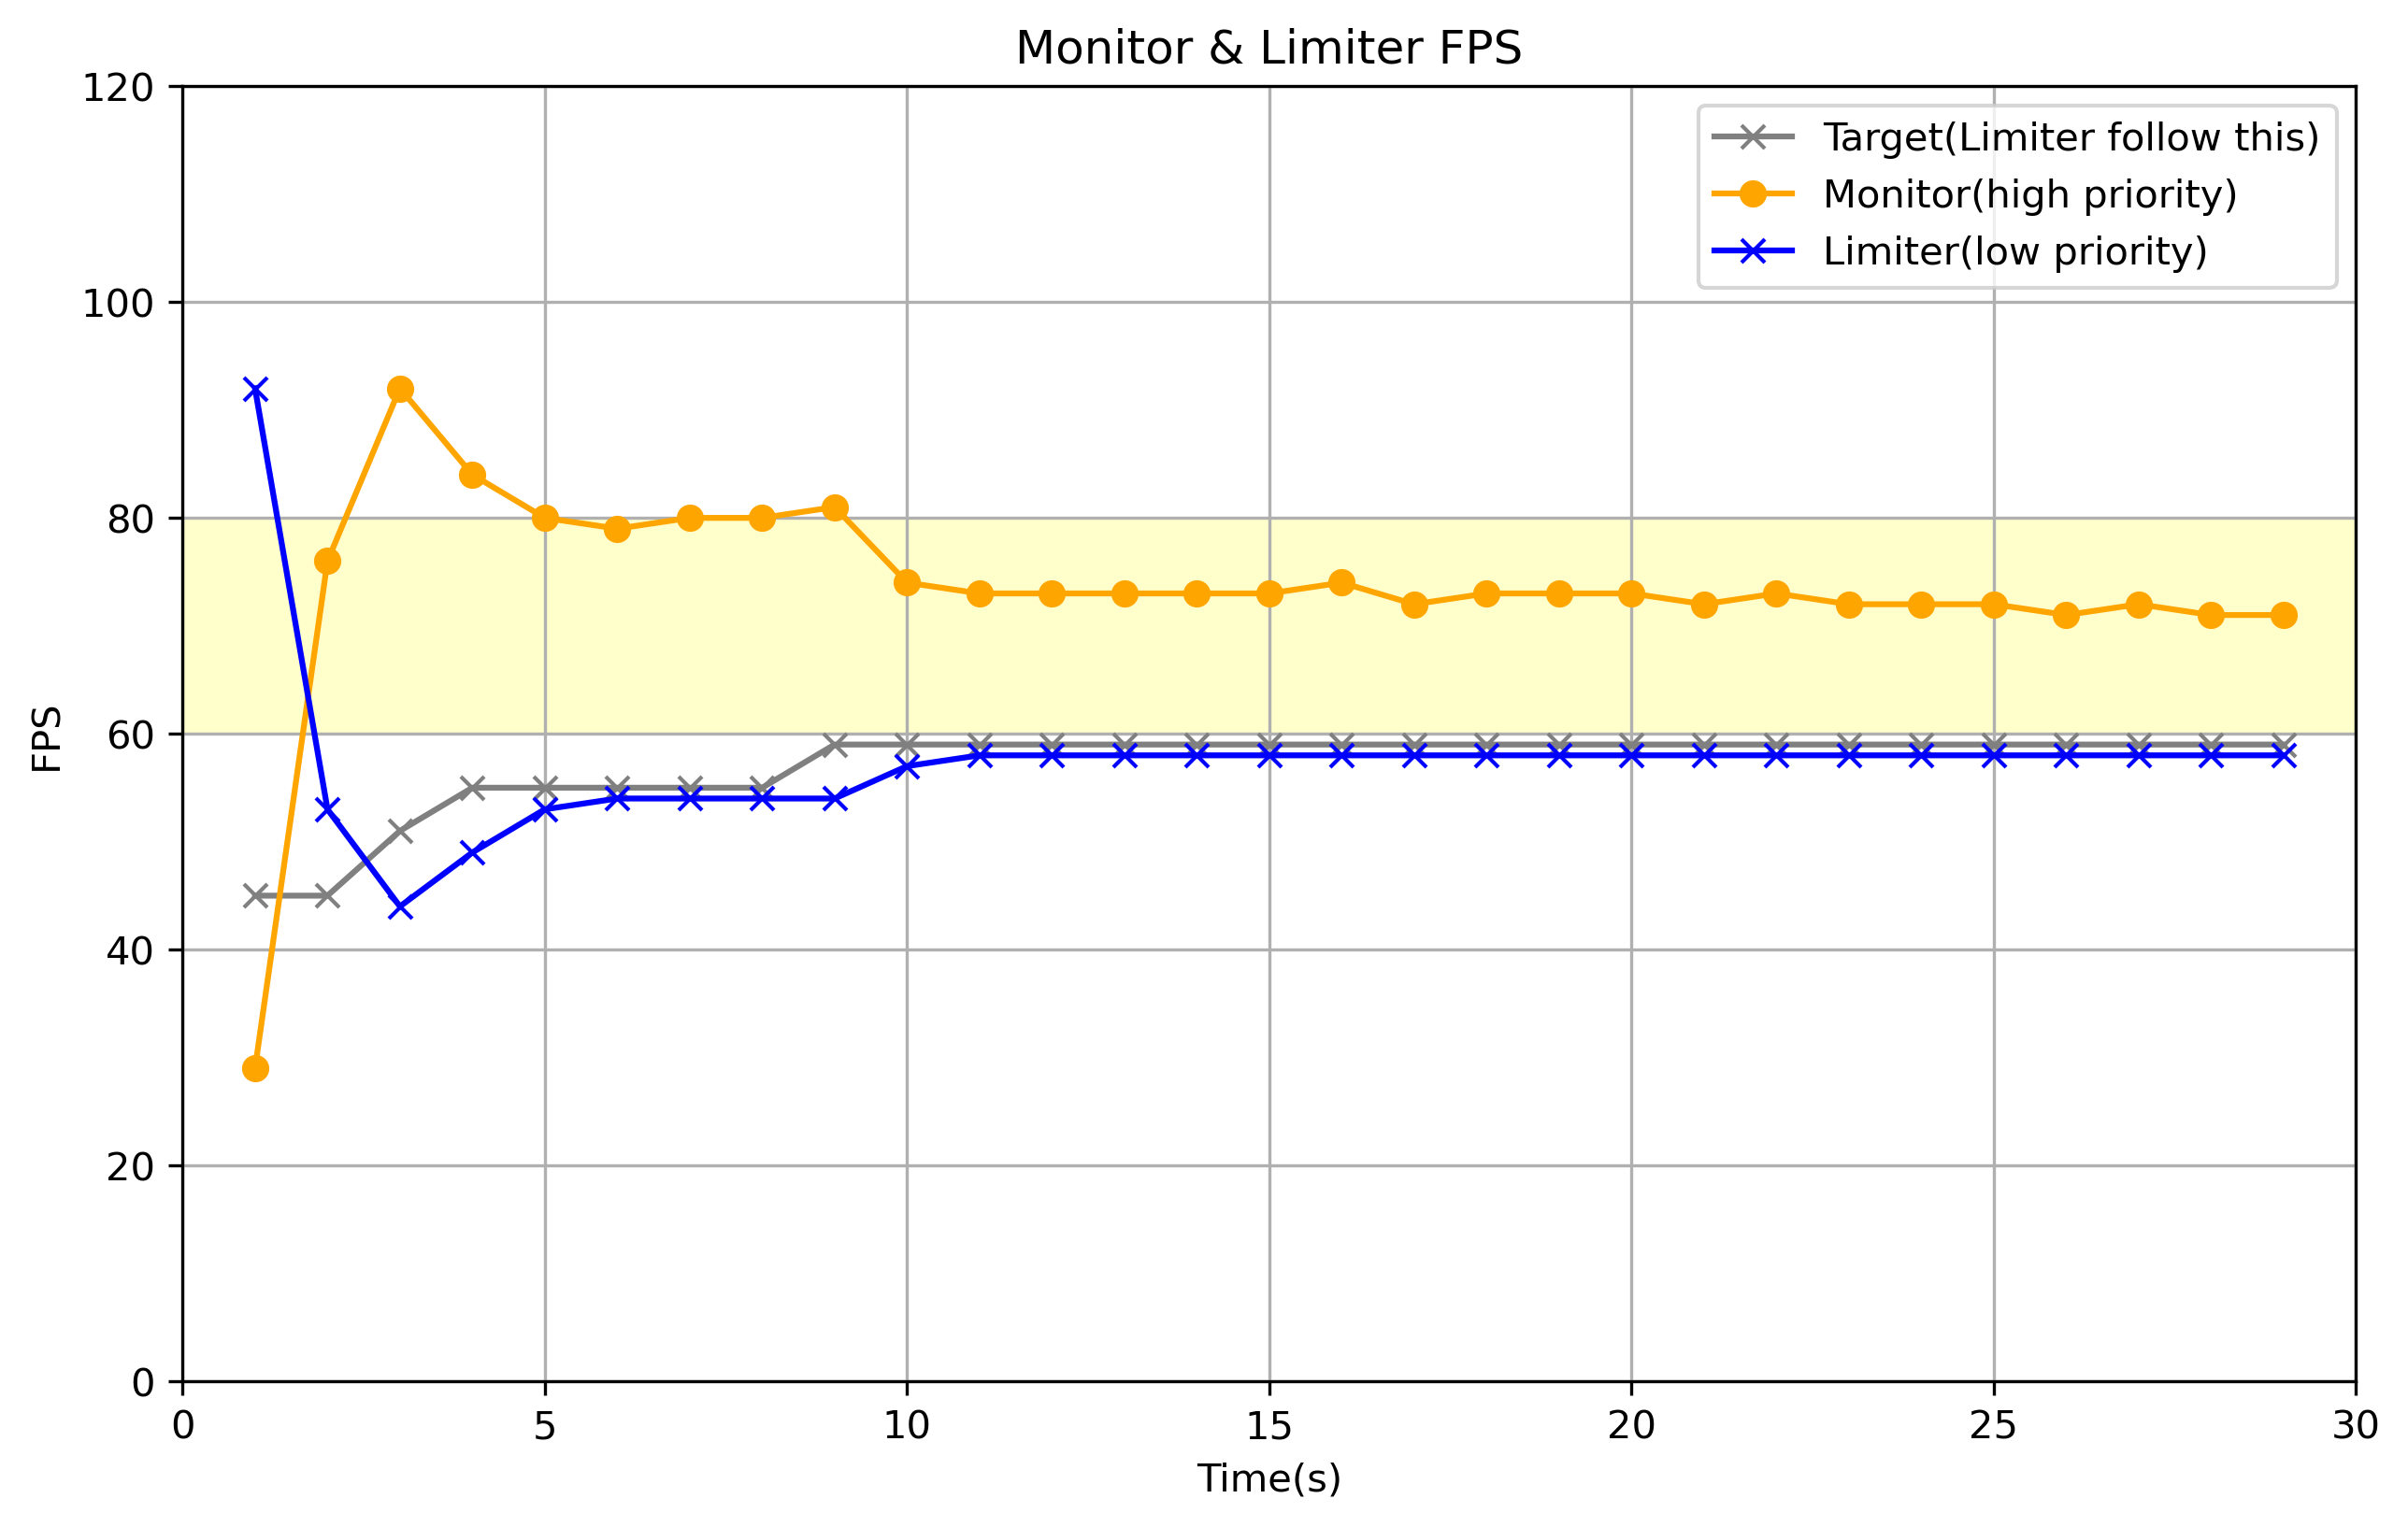 Monitor & Limiter FPS
Target(Limiter follow this)
Monitor(high priority)
Limiter(low priority)
FPS
120
100
80
60
40
20
0
0 5 10 15 20 25 30
Time(s)